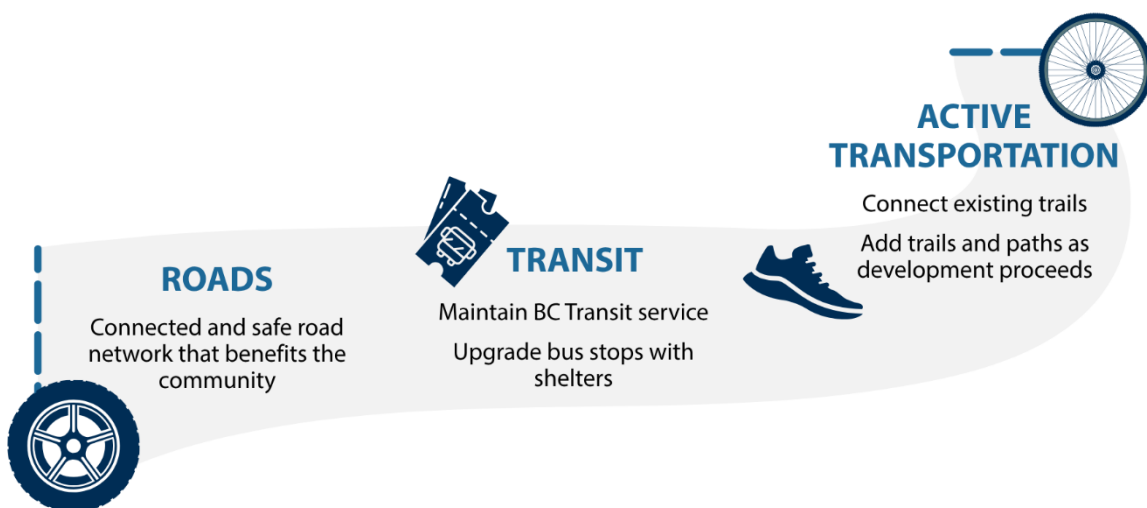 ROADS
Connected and safe road
network that benefits the
community
TRANSIT
Maintain BC Transit service
Upgrade bus stops with
shelters
ACTIVE
TRANSPORTATION
Connect existing trails
Add trails and paths as
development proceeds